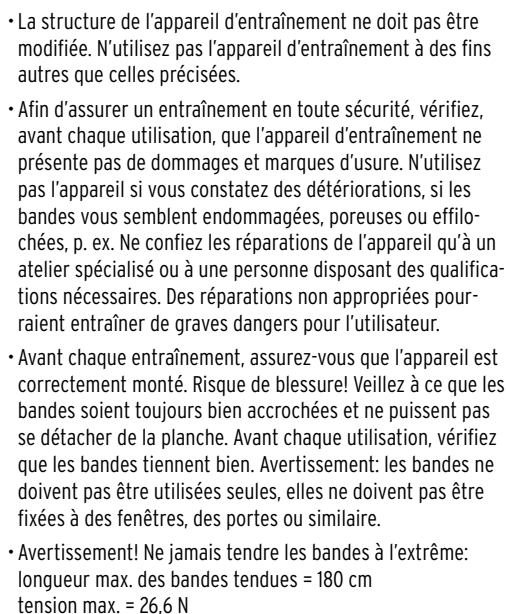 • La structure de l'appareil d'entraînement ne doit pas être
modifiée. N'utilisez pas l'appareil d'entraînement à des fins
autres que celles précisées.
• Afin d'assurer un entraînement en toute sécurité, vérifiez,
avant chaque utilisation, que l'appareil d'entraînement ne
présente pas de dommages et marques d'usure. N'utilisez
pas l'appareil si vous constatez des détériorations, si les
bandes vous semblent endommagées, poreuses ou effilo-
chées, p. ex. Ne confiez les réparations de l'appareil qu'à un
atelier spécialisé ou à une personne disposant des qualifica-
tions nécessaires. Des réparations non appropriées pour-
raient entraîner de graves dangers pour l'utilisateur.
• Avant chaque entraînement, assurez-vous que l'appareil est
correctement monté. Risque de blessure! Veillez à ce que les
bandes soient toujours bien accrochées et ne puissent pas
se détacher de la planche. Avant chaque utilisation, vérifiez
que les bandes tiennent bien. Avertissement: les bandes ne
doivent pas être utilisées seules, elles ne doivent pas être
fixées à des fenêtres, des portes ou similaire.
• Avertissement! Ne jamais tendre les bandes à l'extrême:
longueur max. des bandes tendues = 180 cm
tension max. = 26,6 N